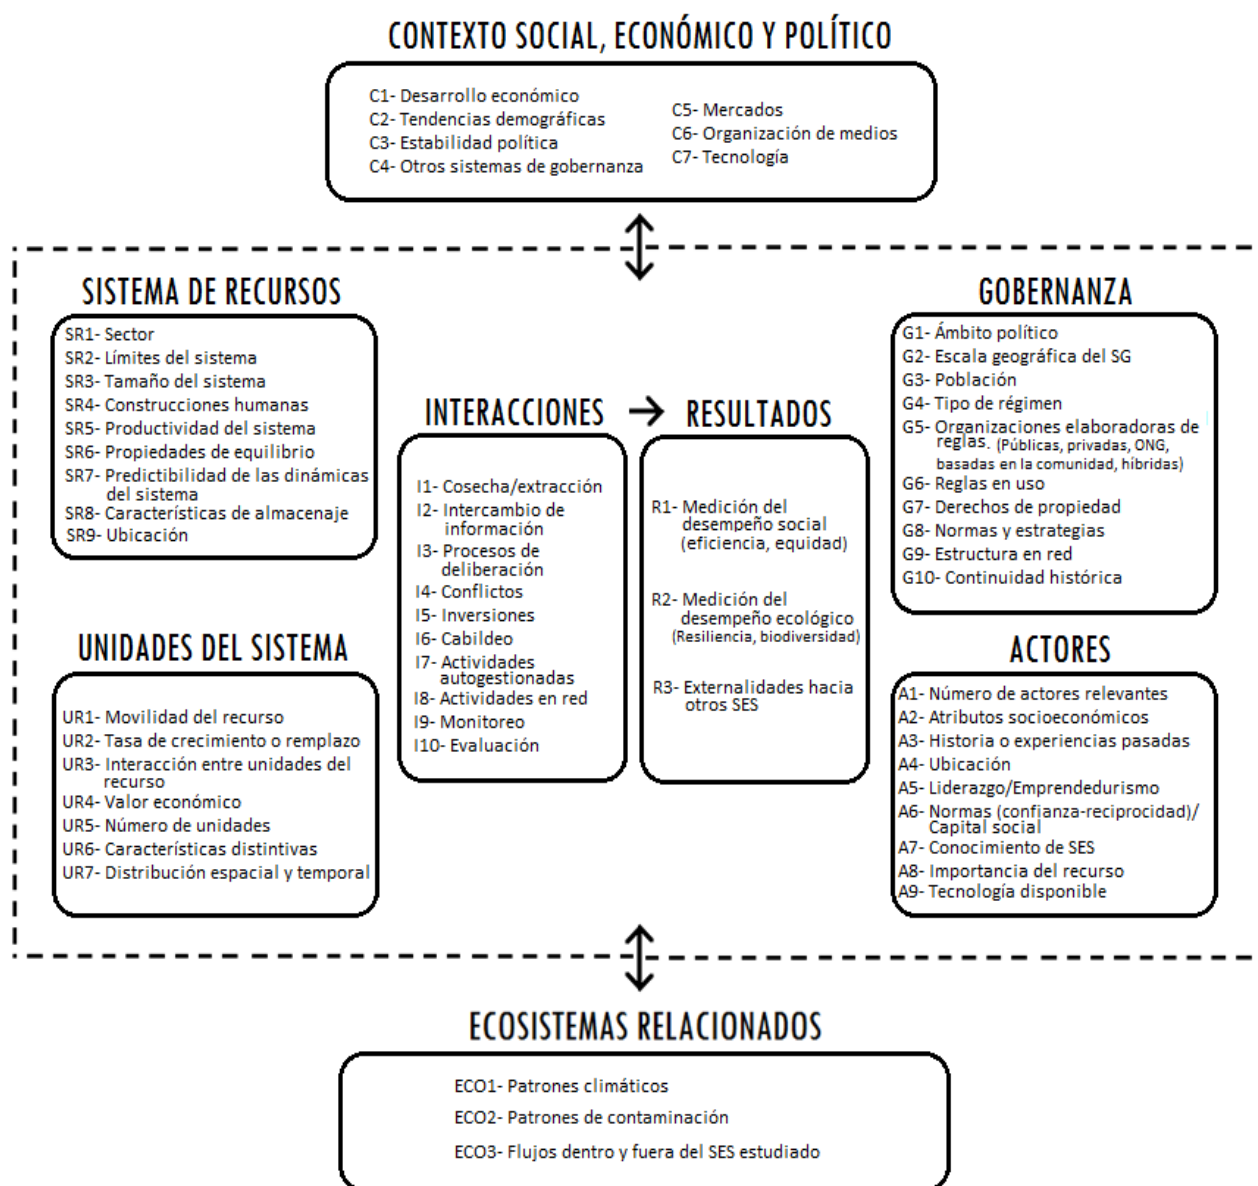 CONTEXTO SOCIAL, ECONÓMICO Y POLÍTICO
C1- Desarrollo económico
C2- Tendencias demográficas
C3- Estabilidad política
C4- Otros sistemas de gobernanza
C5- Mercados
C6- Organización de medios
C7- Tecnología
SISTEMA DE RECURSOS
SR1- Sector
SR2- Límites del sistema
SR3- Tamaño del sistema
SR4- Construcciones humanas
SR5- Productividad del sistema
SR6- Propiedades de equilibrio
SR7- Predictibilidad de las dinámicas
del sistema
SR8- Características de almacenaje
SR9- Ubicación
UNIDADES DEL SISTEMA
UR1- Movilidad del recurso
UR2- Tasa de crecimiento o remplazo
UR3- Interacción entre unidades del
recurso
UR4- Valor económico
UR5- Número de unidades
UR6- Características distintivas
UR7- Distribución espacial y temporal
INTERACCIONES
I1- Cosecha/extracción
I2- Intercambio de
información
I3- Procesos de
deliberación
I4- Conflictos
I5- Inversiones
I6- Cabildeo
I7- Actividades
autogestionadas
I8- Actividades en red
I9- Monitoreo
I10- Evaluación
RESULTADOS
R1- Medición del
desempeño social
(eficiencia, equidad)
R2- Medición del
desempeño ecológico
(Resiliencia, biodiversidad)
R3- Externalidades hacia
otros SES
GOBERNANZA
G1- Ámbito político
G2- Escala geográfica del SG
G3- Población
G4- Tipo de régimen
G5- Organizaciones elaboradoras de
reglas. (Públicas, privadas, ONG,
basadas en la comunidad, híbridas)
G6- Reglas en uso
G7- Derechos de propiedad
G8- Normas y estrategias
G9- Estructura en red
G10- Continuidad histórica
ACTORES
A1- Número de actores relevantes
A2- Atributos socioeconómicos
A3- Historia o experiencias pasadas
A4- Ubicación
A5- Liderazgo/Emprendedurismo
A6- Normas (confianza-reciprocidad)/
Capital social
A7- Conocimiento de SES
A8- Importancia del recurso
A9- Tecnología disponible
ECOSISTEMAS RELACIONADOS
ECO1- Patrones climáticos
ECO2- Patrones de contaminación
ECO3- Flujos dentro y fuera del SES estudiado